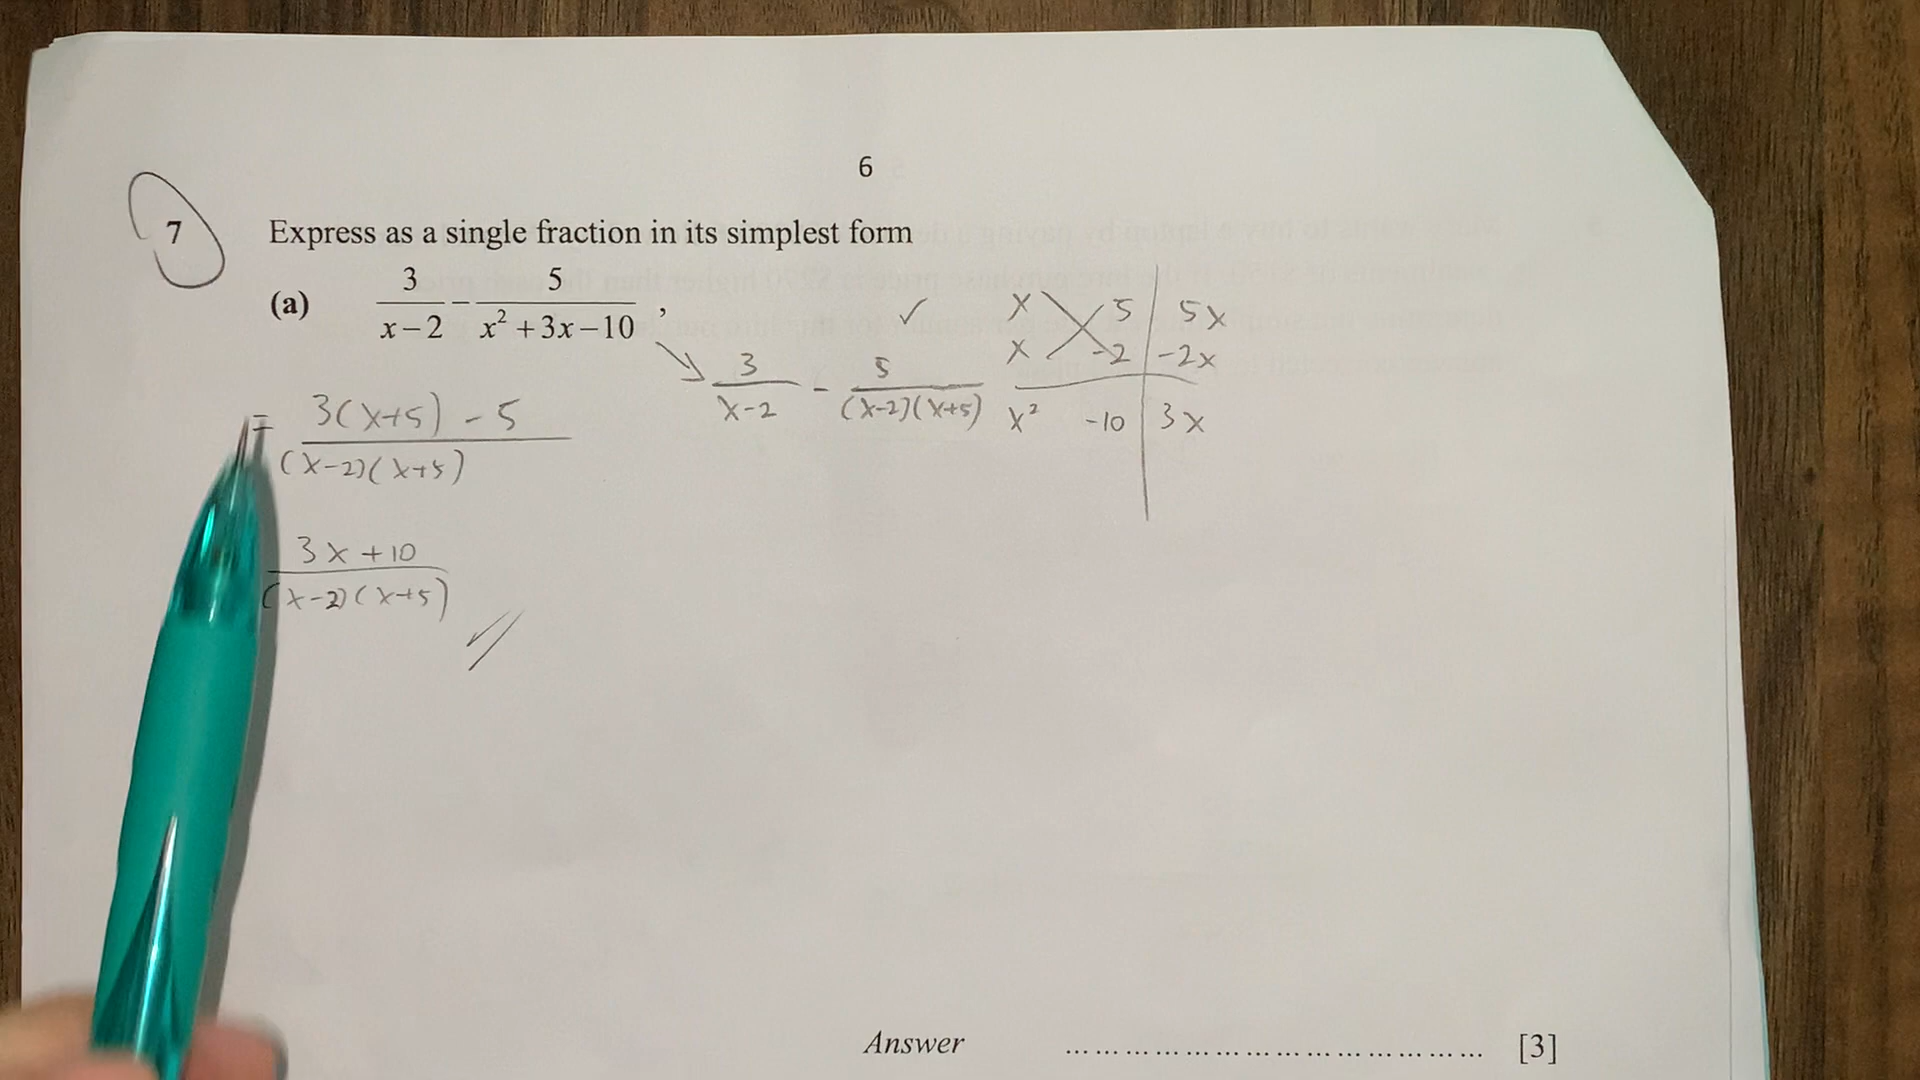 6
7 Express as a single fraction in its simplest form
(a) 3/(x−2) − 5/(x²+3x−10) ,
✓
3/(x-2) - 5/((x-2)(x+5))
x 5 | 5x
x -2 | -2x
x² -10 | 3x
= (3(x+5) - 5)/((x-2)(x+5))
(3x+10)/((x-2)(x+5))
Answer ………………………………… [3]